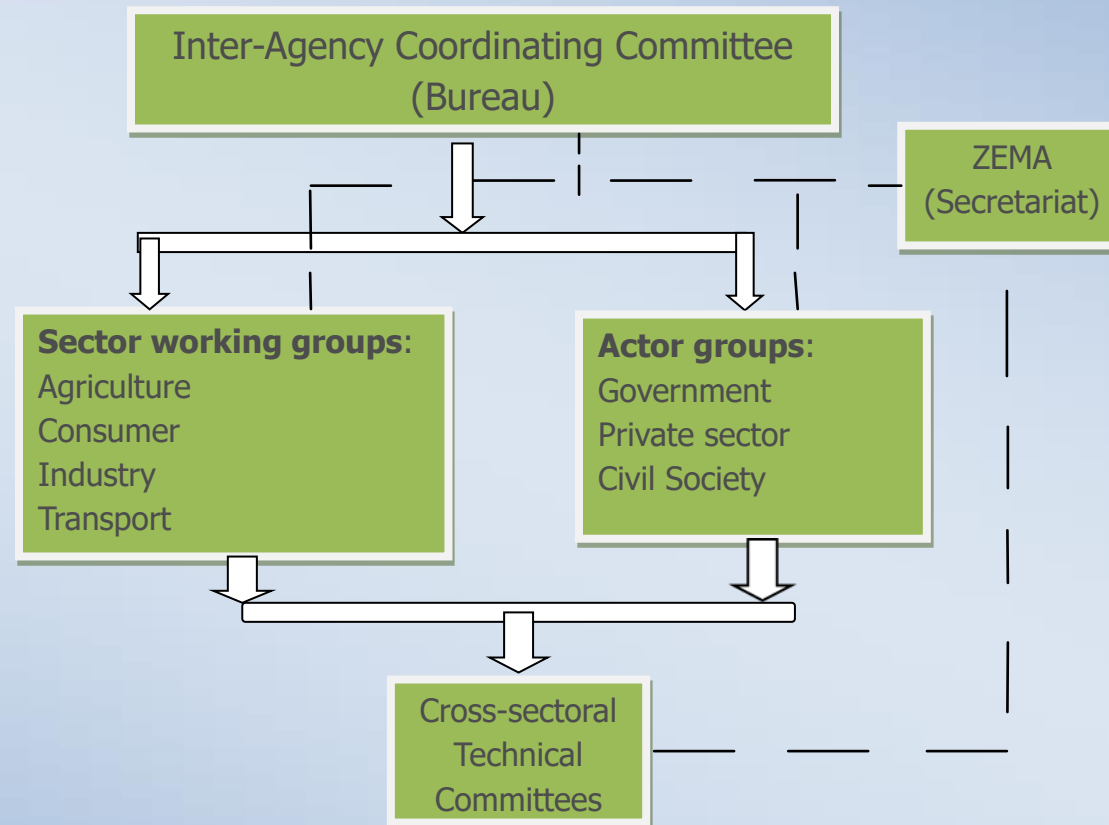 Inter-Agency Coordinating Committee
(Bureau)
ZEMA
(Secretariat)
Sector working groups:
Agriculture
Consumer
Industry
Transport
Actor groups:
Government
Private sector
Civil Society
Cross-sectoral
Technical
Committees